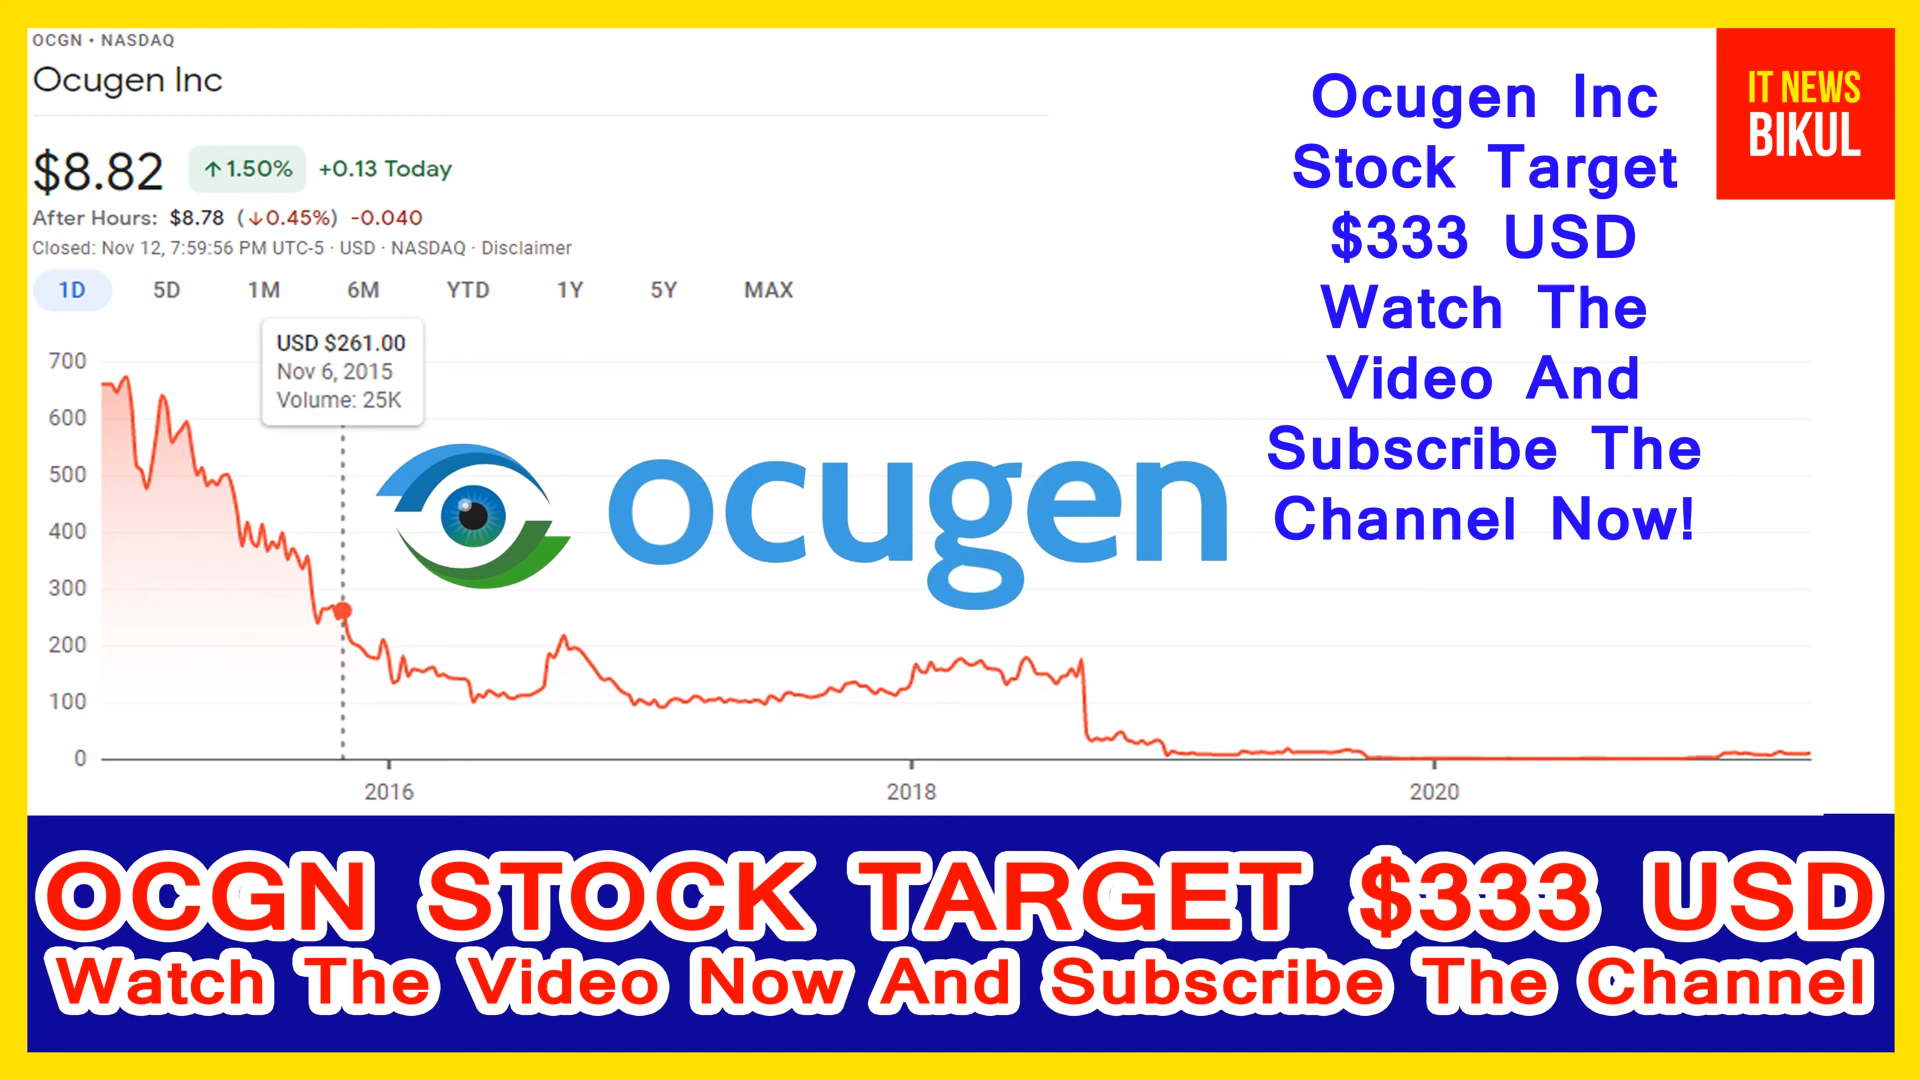 OCGN • NASDAQ
Ocugen Inc
$8.82 ↑1.50% +0.13 Today
After Hours: $8.78 (↓0.45%) -0.040
Closed: Nov 12, 7:59:56 PM UTC-5 · USD · NASDAQ · Disclaimer
1D 5D 1M 6M YTD 1Y 5Y MAX
USD $261.00
Nov 6, 2015
Volume: 25K
700
600
500
400
300
200
100
0
2016 2018 2020
ocugen
Ocugen Inc
Stock Target
$333 USD
Watch The
Video And
Subscribe The
Channel Now!
IT NEWS
BIKUL
OCGN STOCK TARGET $333 USD
Watch The Video Now And Subscribe The Channel